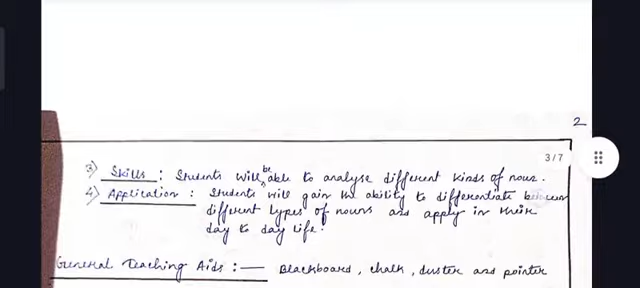 2
3/7
3) Skills : Students will be able to analyse different kinds of noun.
4) Application : Students will gain the ability to differentiate between
different types of nouns and apply in their
day to day life.
General Teaching Aids :— Blackboard, chalk, duster and pointer